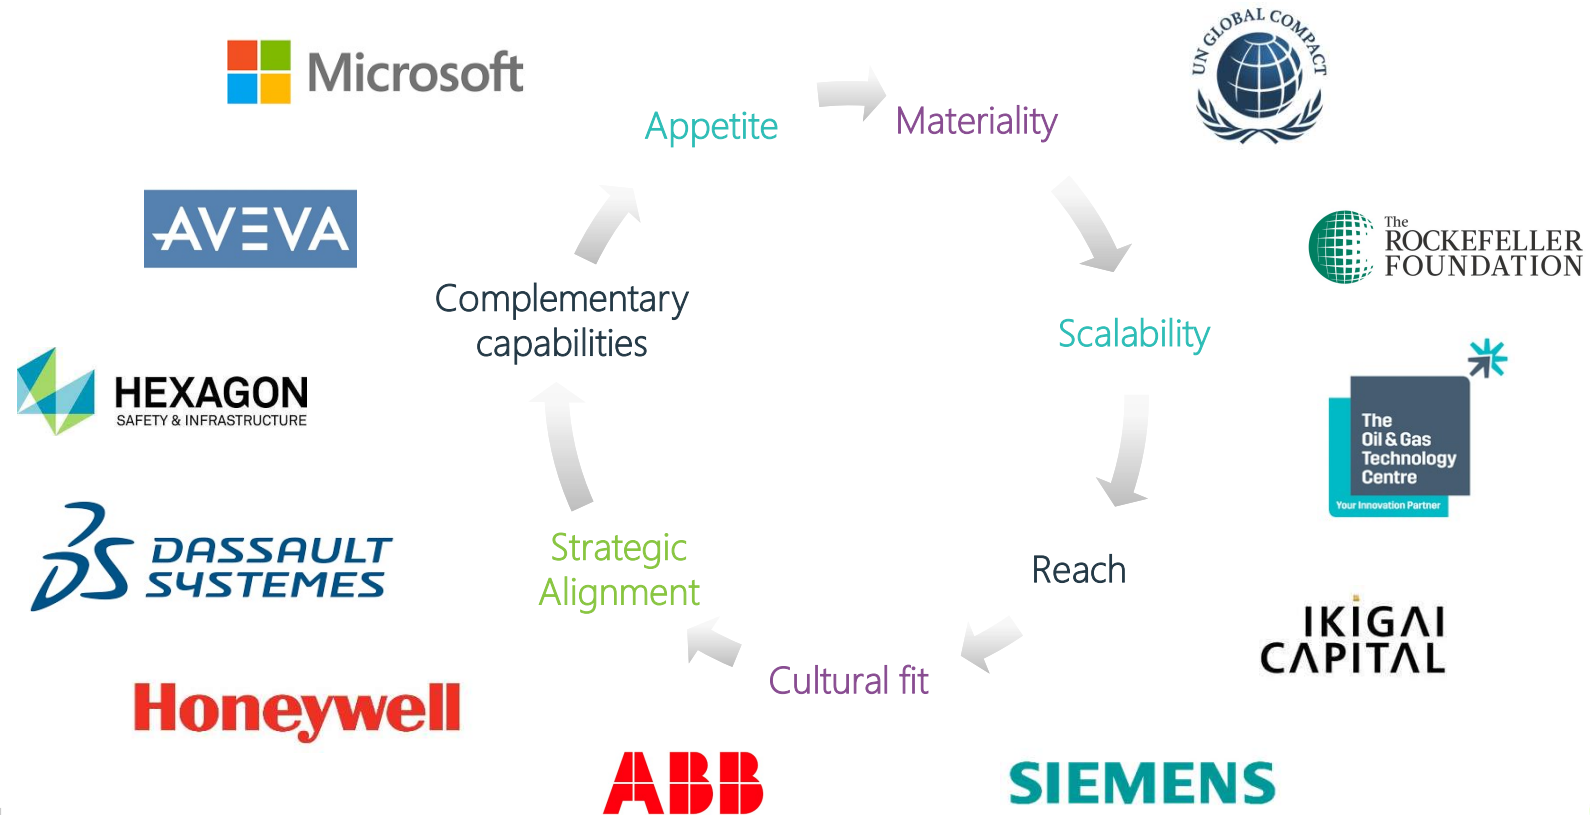 Microsoft
UN GLOBAL COMPACT
Appetite
Materiality
AVEVA
The
ROCKEFELLER
FOUNDATION
Complementary
capabilities
Scalability
HEXAGON
SAFETY & INFRASTRUCTURE
The
Oil & Gas
Technology
Centre
Your Innovation Partner
DS DASSAULT
SYSTEMES
Strategic
Alignment
Reach
IKIGAI
CAPITAL
Honeywell
Cultural fit
ABB
SIEMENS